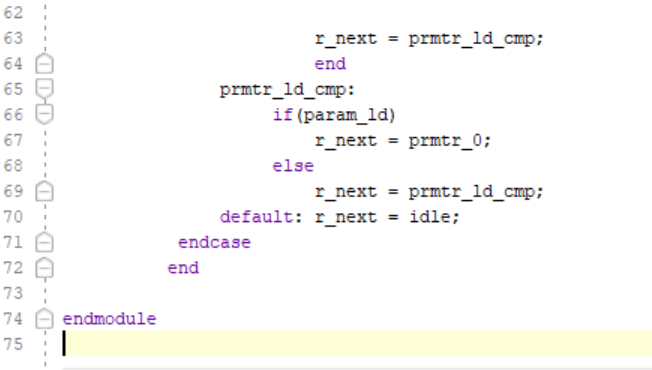 62
63 r_next = prmtr_ld_cmp;
64 end
65 prmtr_ld_cmp:
66 if(param_ld)
67 r_next = prmtr_0;
68 else
69 r_next = prmtr_ld_cmp;
70 default: r_next = idle;
71 endcase
72 end
73
74 endmodule
75